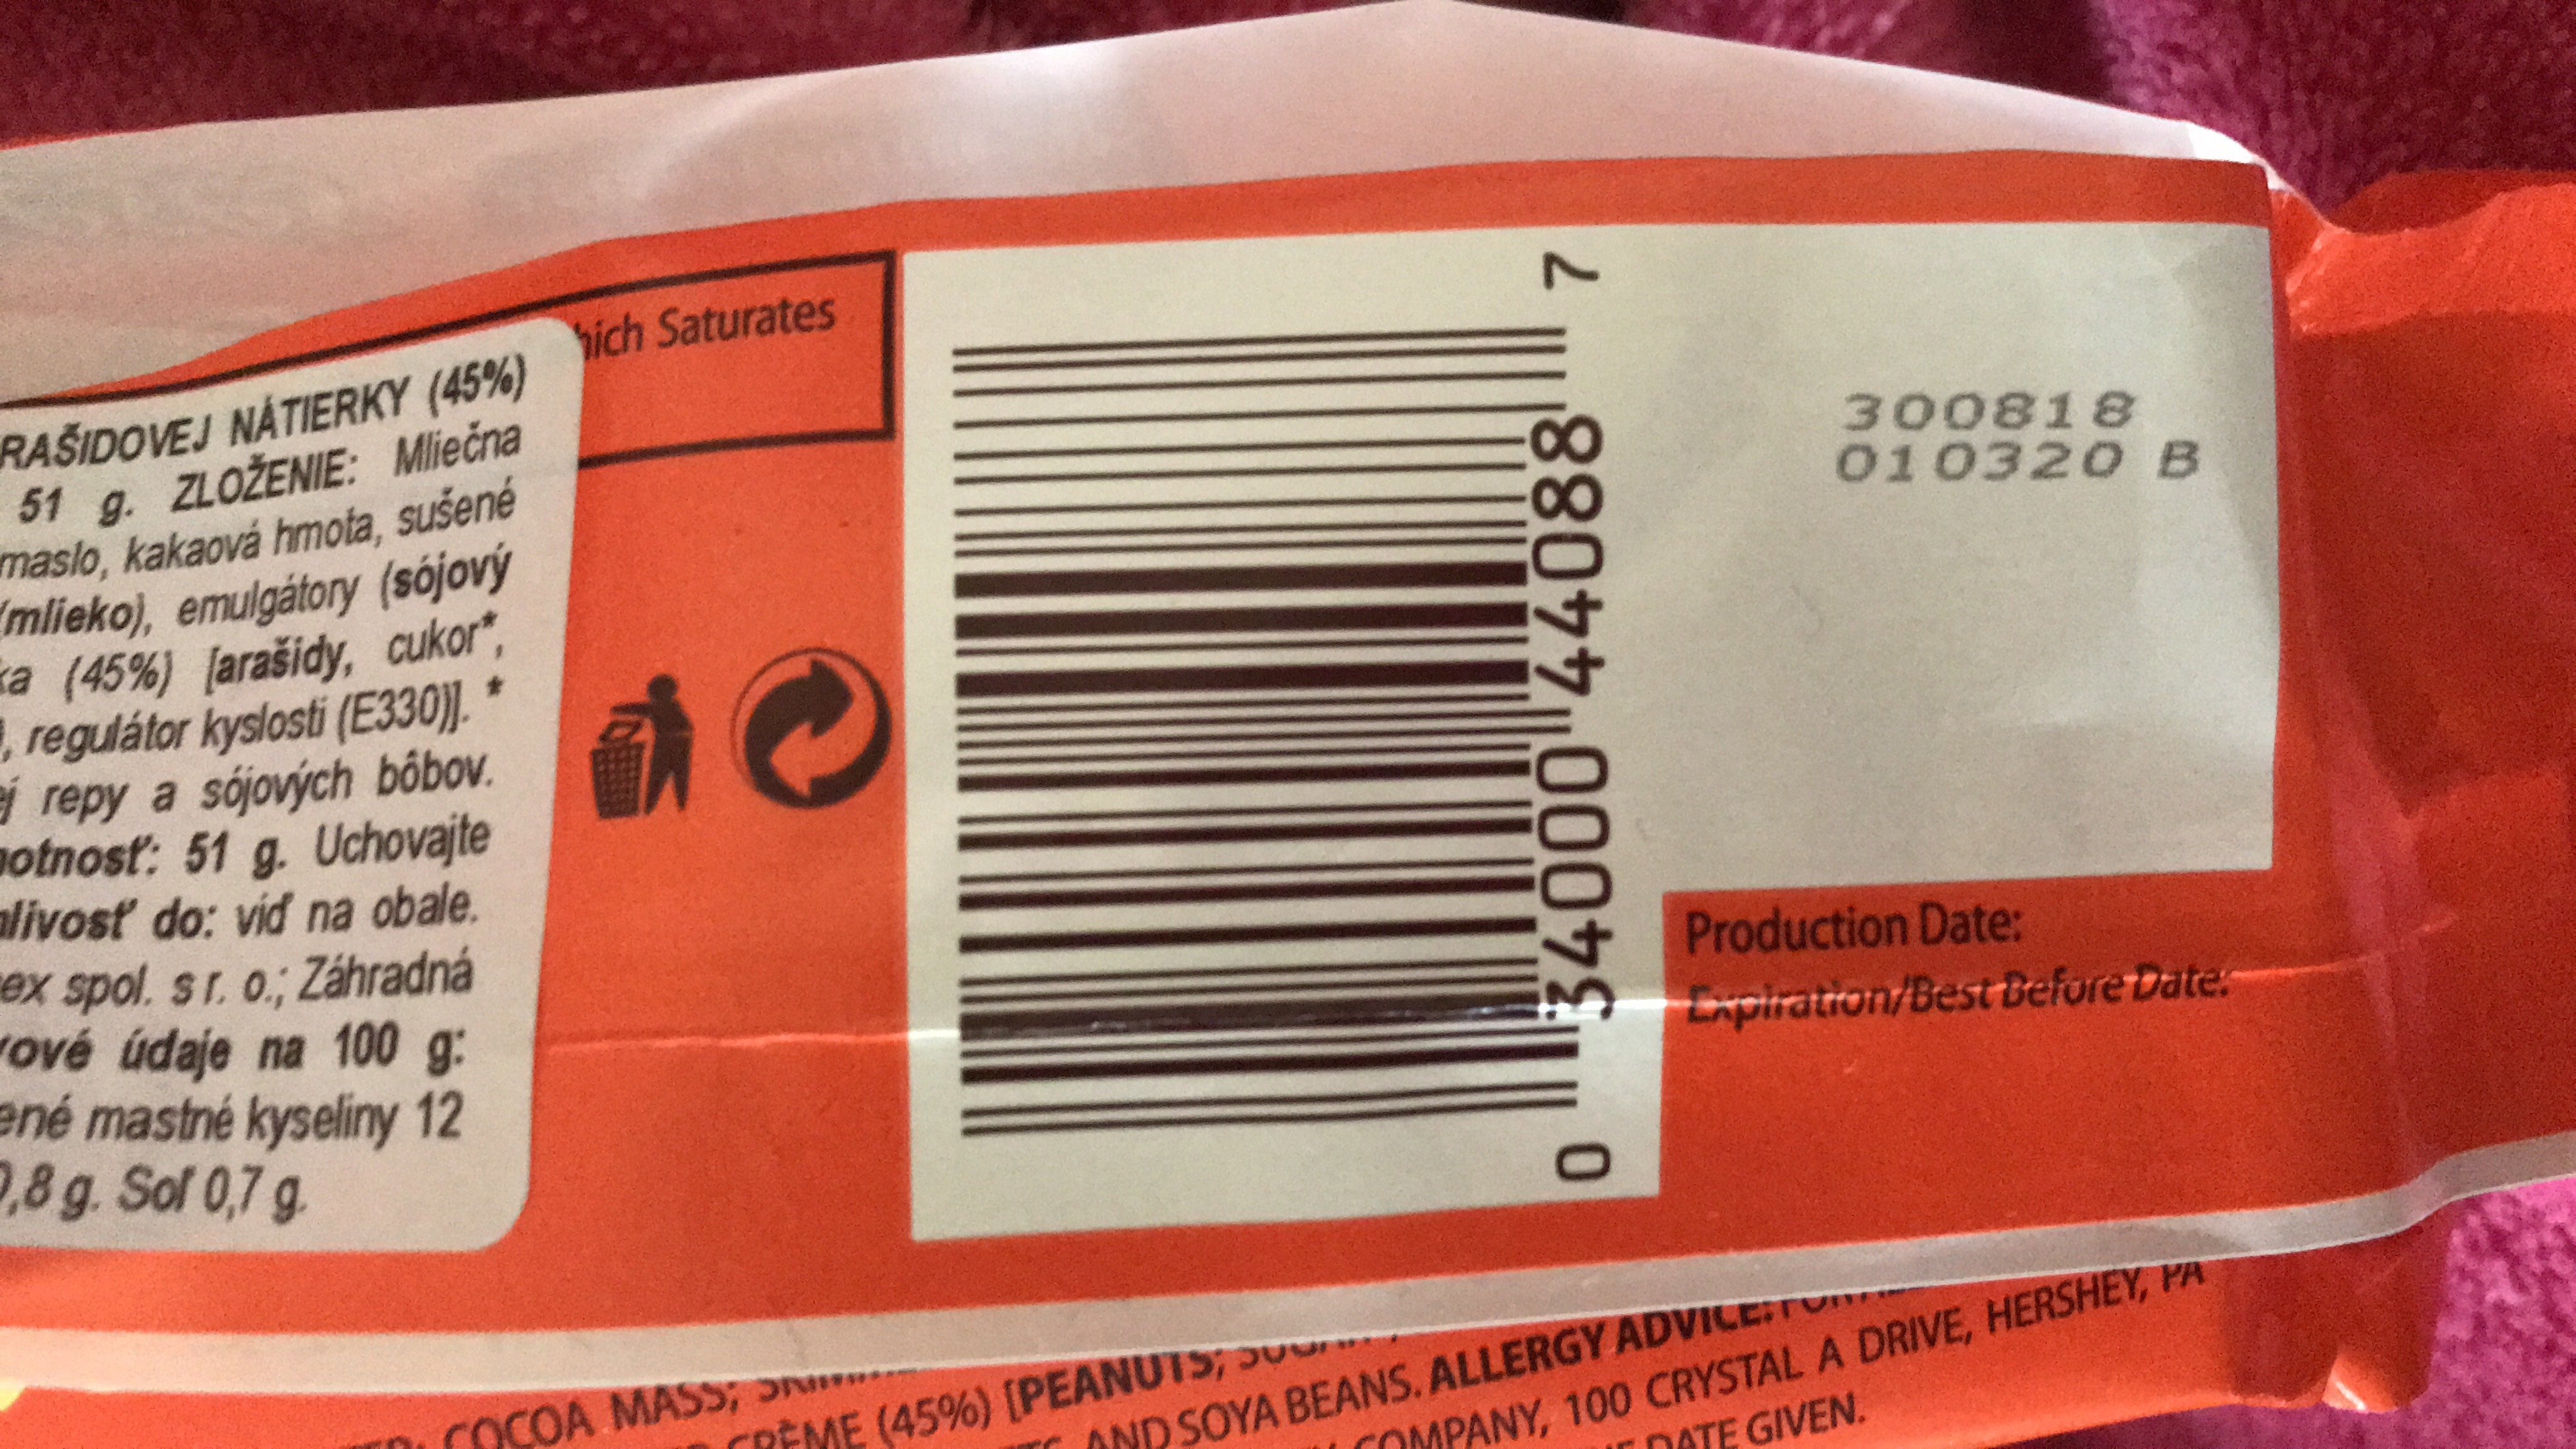 hich Saturates
RAŠIDOVEJ NÁTIERKY (45%)
51 g. ZLOŽENIE: Mliečna
maslo, kakaová hmota, sušené
(mlieko), emulgátory (sójový
ka (45%) [arašidy, cukor*,
), regulátor kyslosti (E330)]. *
ej repy a sójových bôbov.
notnosť: 51 g. Uchovajte
nlivosť do: viď na obale.
ex spol. s r. o.; Záhradná
ové údaje na 100 g:
ené mastné kyseliny 12
0,8 g. Soľ 0,7 g.
0 34000 44088 7
300818
010320 B
Production Date:
Expiration/Best Before Date:
COCOA MASS;
CRÈME (45%) [PEANUTS;
AND SOYA BEANS. ALLERGY ADVICE:
COMPANY, 100 CRYSTAL A DRIVE, HERSHEY, PA
DATE GIVEN.